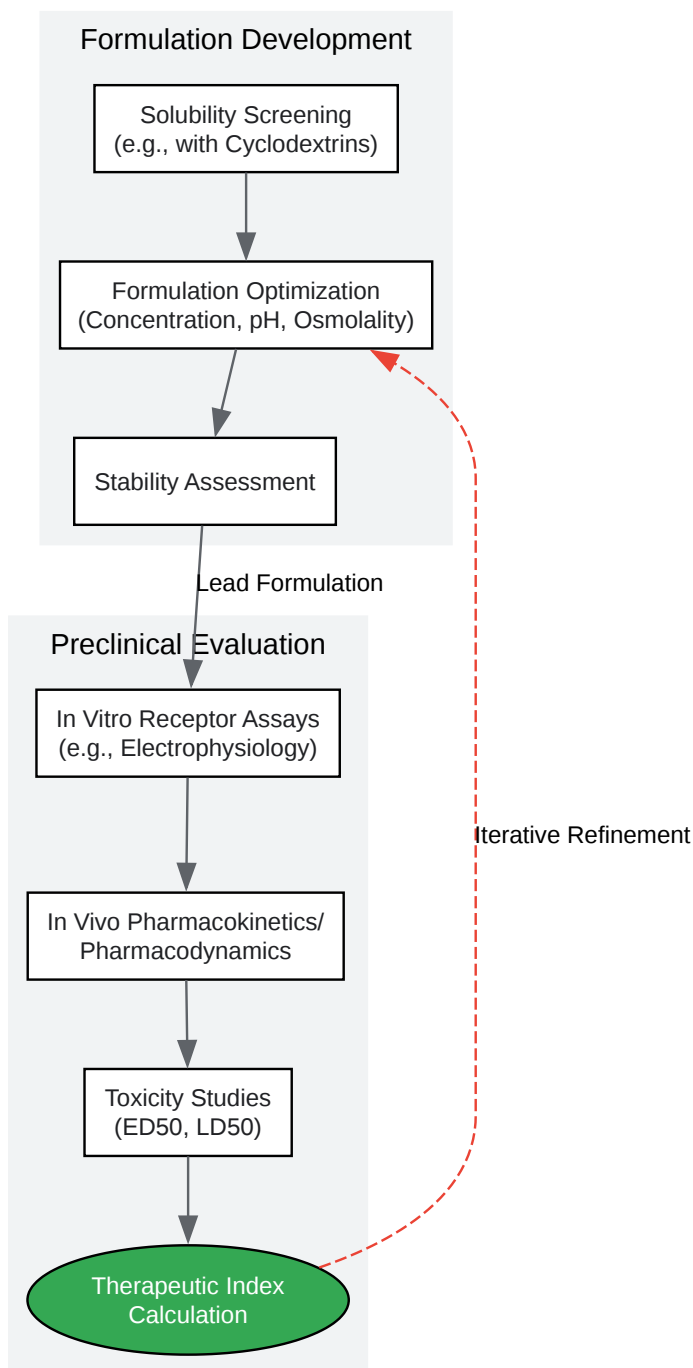 Formulation Development
Solubility Screening
(e.g., with Cyclodextrins)
Formulation Optimization
(Concentration, pH, Osmolality)
Stability Assessment
Lead Formulation
Preclinical Evaluation
In Vitro Receptor Assays
(e.g., Electrophysiology)
Iterative Refinement
In Vivo Pharmacokinetics/
Pharmacodynamics
Toxicity Studies
(ED50, LD50)
Therapeutic Index
Calculation